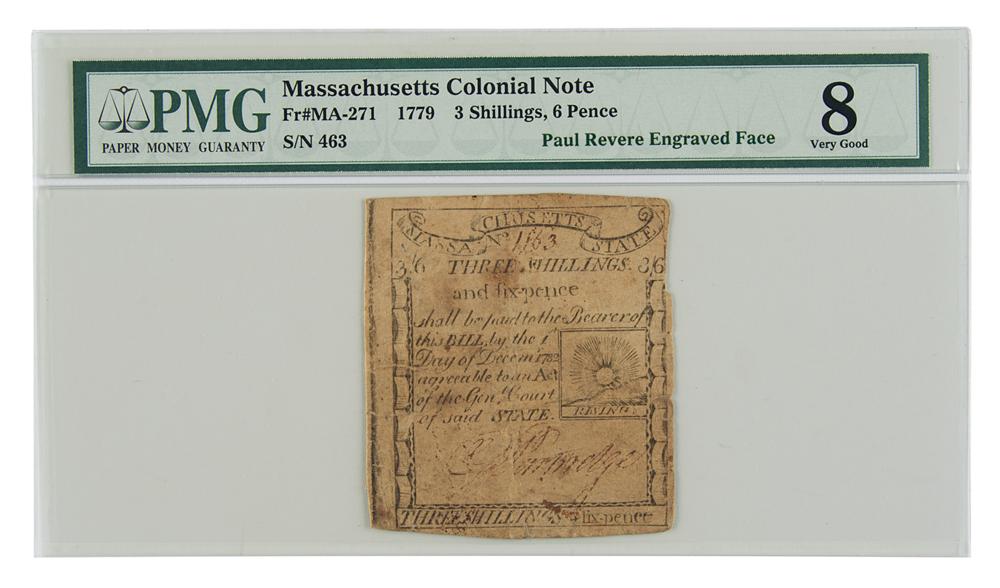 PMG
PAPER MONEY GUARANTY
Massachusetts Colonial Note
Fr#MA-271 1779 3 Shillings, 6 Pence
S/N 463
Paul Revere Engraved Face
8
Very Good
MASSA CHUSETTS STATE
No
3/6 THREE SHILLINGS. 3/6
and ſix-pence
shall be paid to the Bearer of
this BILL, by the 1
Day of Decem.r 1782
agreeable to an Act
of the Gen.l Court
of said STATE.
RISING
THREE SHILLINGS & ſix-pence